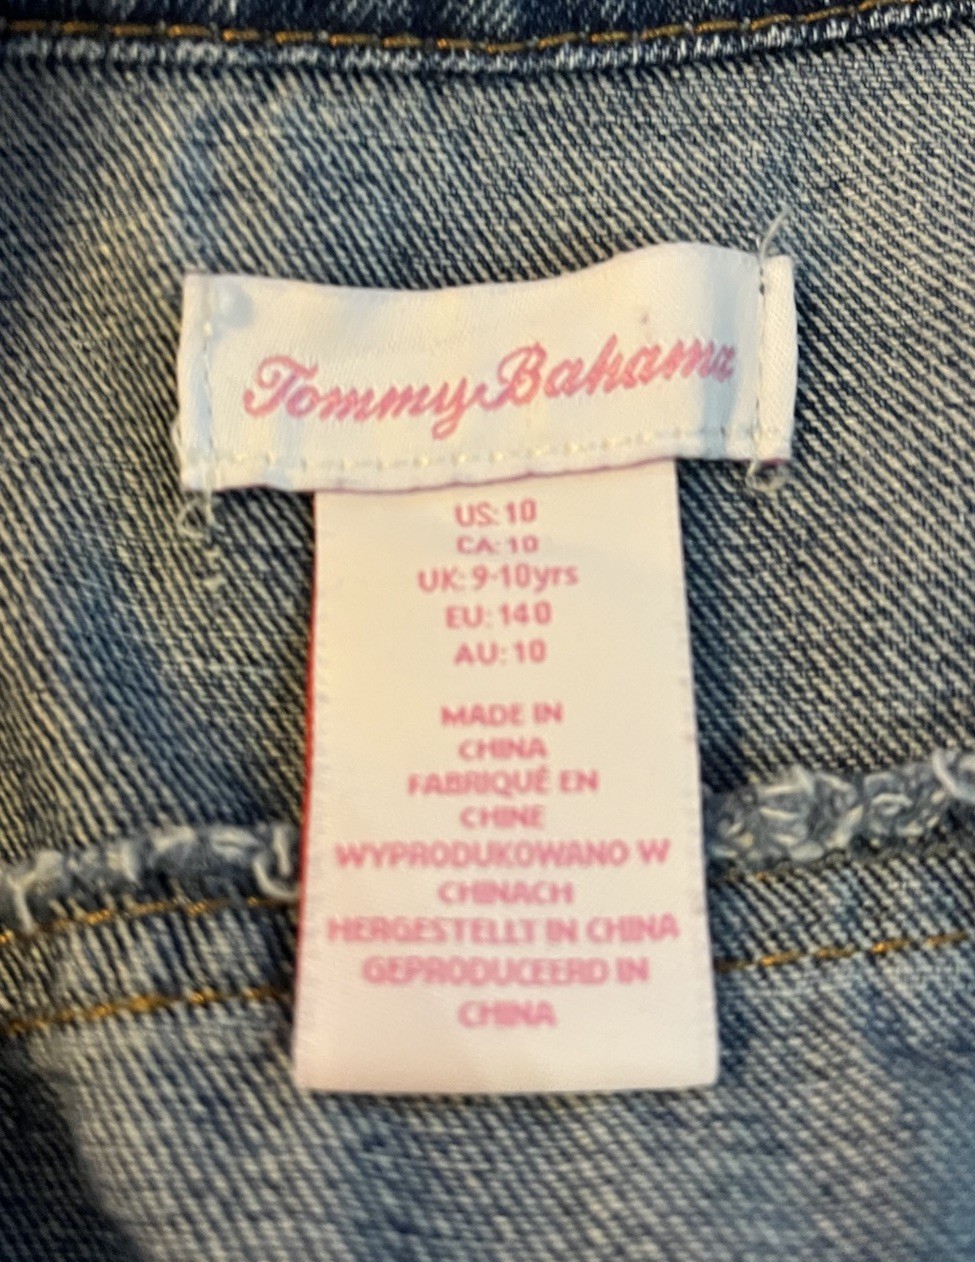 Tommy Bahama
US: 10
CA: 10
UK: 9-10yrs
EU: 140
AU: 10
MADE IN
CHINA
FABRIQUÉ EN
CHINE
WYPRODUKOWANO W
CHINACH
HERGESTELLT IN CHINA
GEPRODUCEERD IN
CHINA